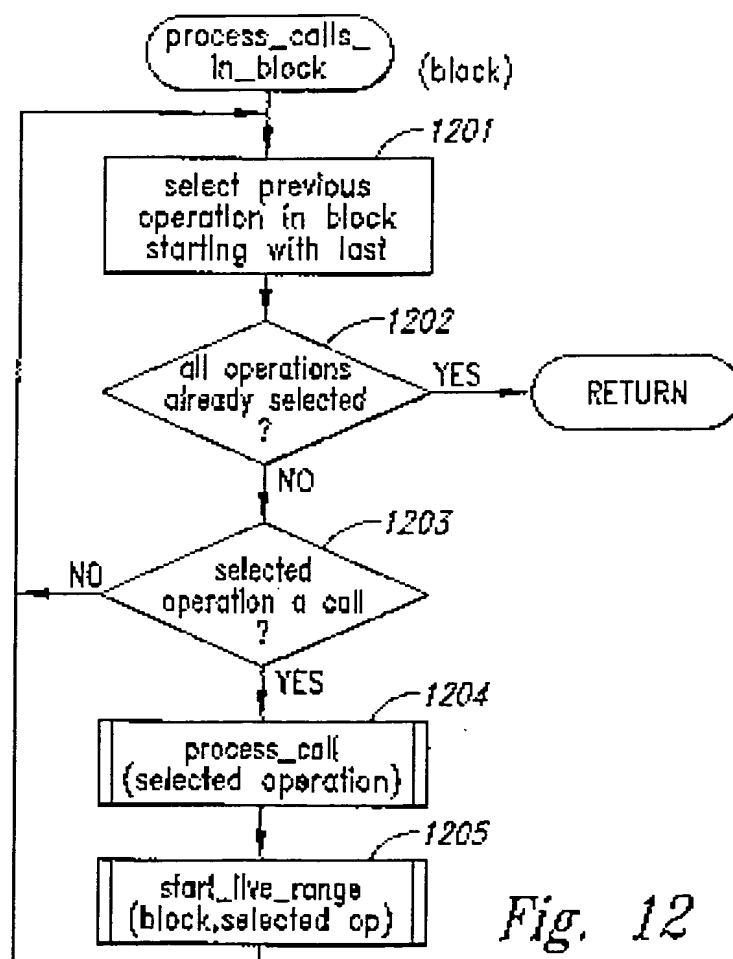 process_calls_
in_block
(block)
1201
select previous
operation in block
starting with last
1202
all operations
already selected
?
YES
RETURN
NO
1203
NO
selected
operation a call
?
YES
1204
process_call
(selected operation)
1205
start_live_range
(block,selected op)
Fig. 12